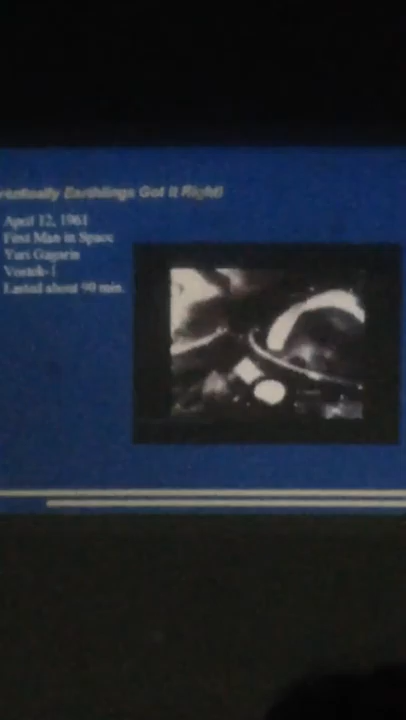 Earthlings Got It Right!
April 12, 1961
First Man in Space
Yuri Gagarin
Vostok-1
Lasted about 90 min.